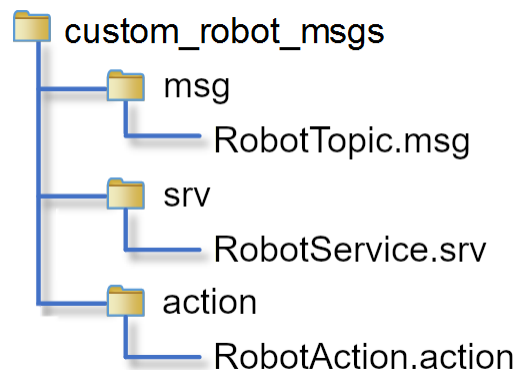 custom_robot_msgs
msg
RobotTopic.msg
srv
RobotService.srv
action
RobotAction.action